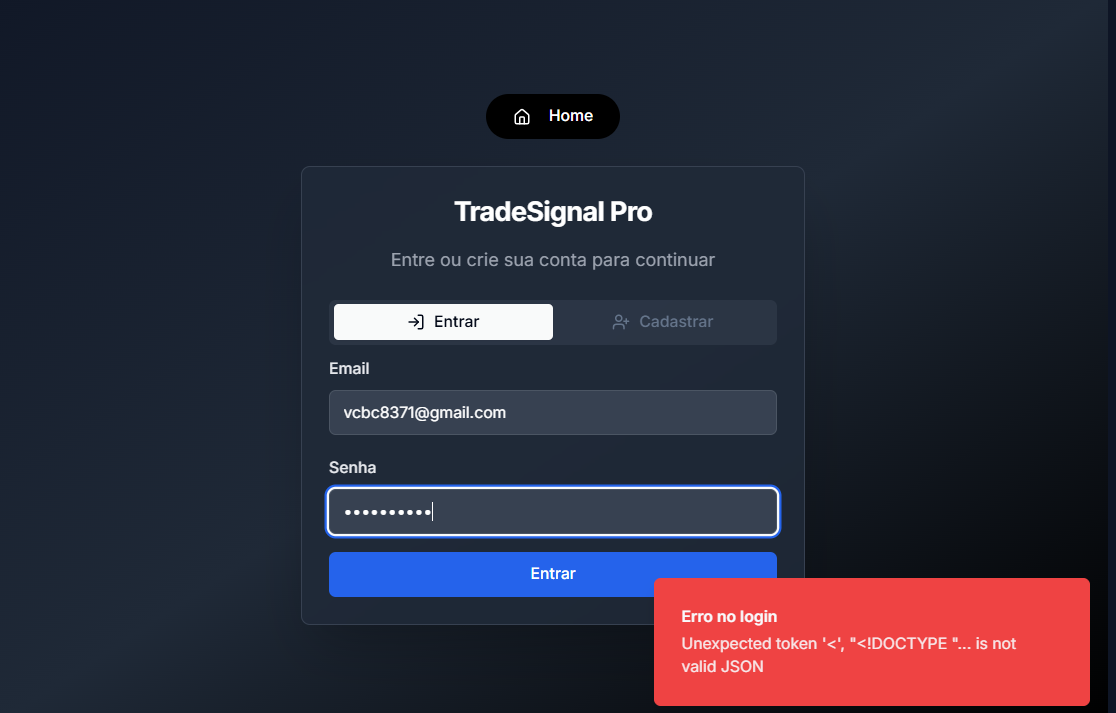 Home
TradeSignal Pro
Entre ou crie sua conta para continuar
Entrar
Cadastrar
Email
vcbc8371@gmail.com
Senha
••••••••••
Entrar
Erro no login
Unexpected token '<', "<!DOCTYPE "... is not
valid JSON